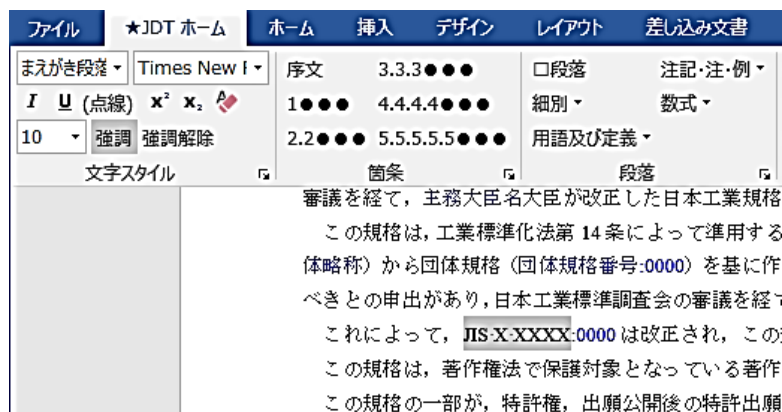 ファイル ★JDT ホーム ホーム 挿入 デザイン レイアウト 差し込み文書
まえがき段落 Times New 序文 3.3.3●●● □段落 注記・注・例
I U (点線) x² x₂ 1●●● 4.4.4.4●●● 細別 数式
10 強調 強調解除 2.2●●● 5.5.5.5.5●●● 用語及び定義
文字スタイル 箇条 段落
審議を経て，主務大臣名大臣が改正した日本工業規格
この規格は，工業標準化法第 14 条によって準用する
体略称）から団体規格（団体規格番号:0000）を基に作
べきとの申出があり，日本工業標準調査会の審議を経て
これによって，JIS-X-XXXX:0000 は改正され，この
この規格は，著作権法で保護対象となっている著作
この規格の一部が，特許権，出願公開後の特許出願